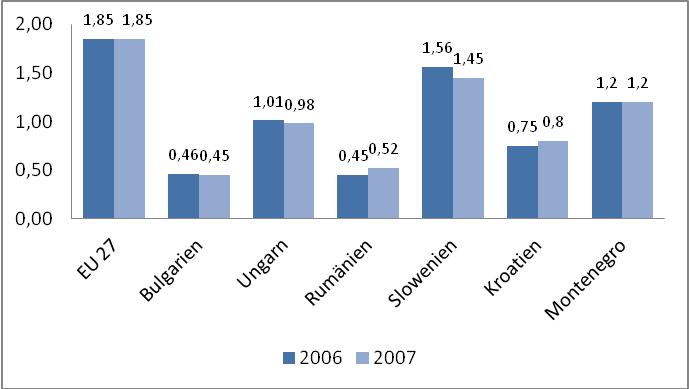 2,00
1,50
1,00
0,50
0,00
1,85 1,85
0,46 0,45
1,01 0,98
0,45 0,52
1,56 1,45
0,75 0,8
1,2 1,2
EU 27
Bulgarien
Ungarn
Rumänien
Slowenien
Kroatien
Montenegro
2006 2007